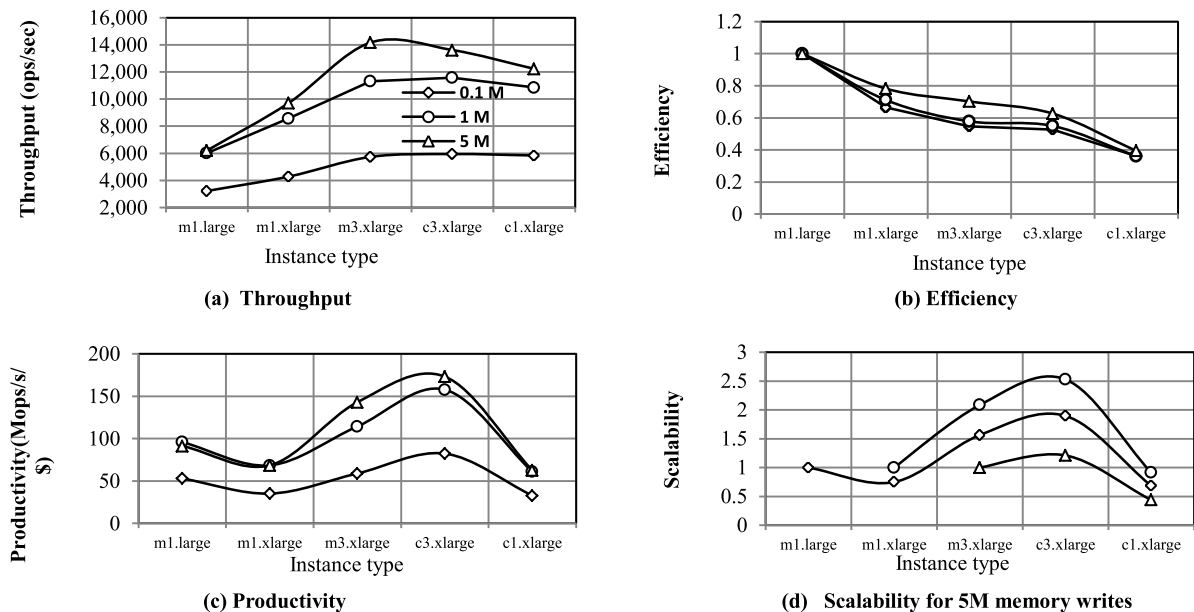 Throughput (ops/sec)
16,000
14,000
12,000
10,000
8,000
6,000
4,000
2,000
0.1 M
1 M
5 M
m1.large m1.xlarge m3.xlarge c3.xlarge c1.xlarge
Instance type
(a) Throughput
Efficiency
1.2
1
0.8
0.6
0.4
0.2
0
m1.large m1.xlarge m3.xlarge c3.xlarge c1.xlarge
Instance type
(b) Efficiency
Productivity(Mops/s/
$)
200
150
100
50
0
m1.large m1.xlarge m3.xlarge c3.xlarge c1.xlarge
Instance type
(c) Productivity
Scalability
3
2.5
2
1.5
1
0.5
0
m1.large m1.xlarge m3.xlarge c3.xlarge c1.xlarge
Instance type
(d) Scalability for 5M memory writes